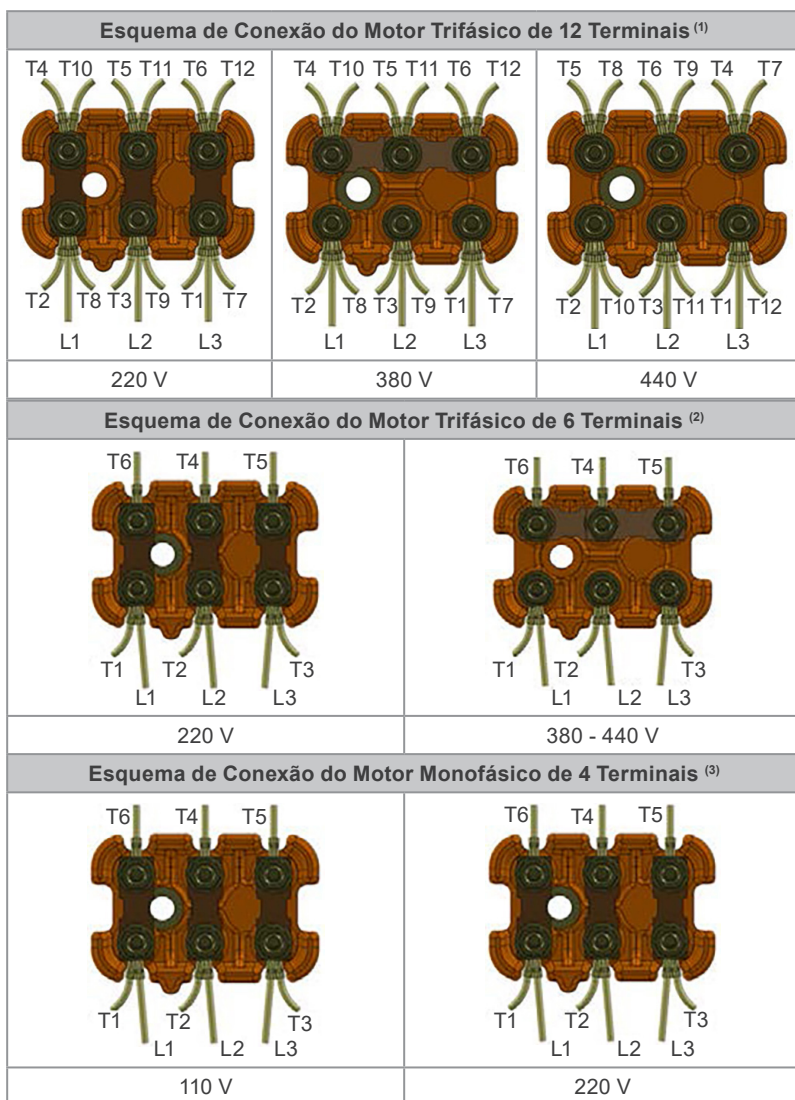 Esquema de Conexão do Motor Trifásico de 12 Terminais (1)
T4 T10 T5 T11 T6 T12 T4 T10 T5 T11 T6 T12 T5 T8 T6 T9 T4 T7
T2 T8 T3 T9 T1 T7 T2 T8 T3 T9 T1 T7 T2 T10 T3 T11 T1 T12
L1 L2 L3 L1 L2 L3 L1 L2 L3
220 V 380 V 440 V
Esquema de Conexão do Motor Trifásico de 6 Terminais (2)
T6 T4 T5 T6 T4 T5
T1 T2 T3 T1 T2 T3
L1 L2 L3 L1 L2 L3
220 V 380 - 440 V
Esquema de Conexão do Motor Monofásico de 4 Terminais (3)
T6 T4 T5 T6 T4 T5
T1 T2 T3 T1 T2 T3
L1 L2 L3 L1 L2 L3
110 V 220 V